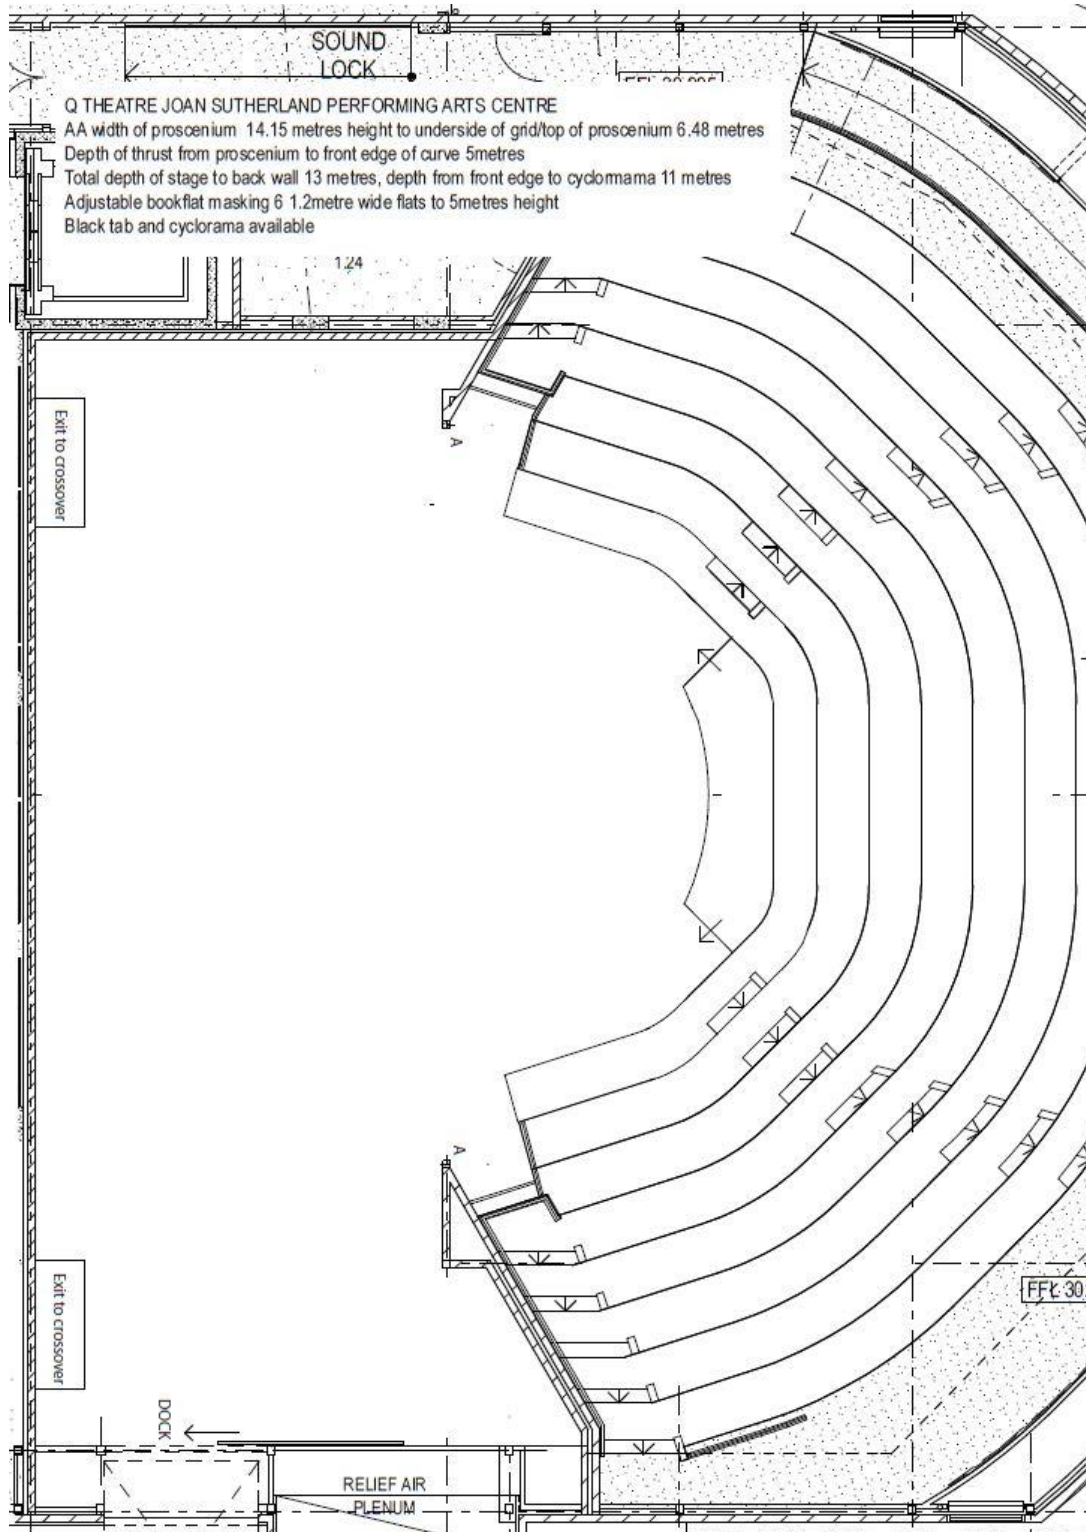 SOUND
LOCK
Q THEATRE JOAN SUTHERLAND PERFORMING ARTS CENTRE
AA width of proscenium 14.15 metres height to underside of grid/top of proscenium 6.48 metres
Depth of thrust from proscenium to front edge of curve 5metres
Total depth of stage to back wall 13 metres, depth from front edge to cyclormama 11 metres
Adjustable bookflat masking 6 1.2metre wide flats to 5metres height
Black tab and cyclorama available
1.24
Exit to crossover
A
A
Exit to crossover
FFL 30
DOCK
RELIEF AIR
PLENUM